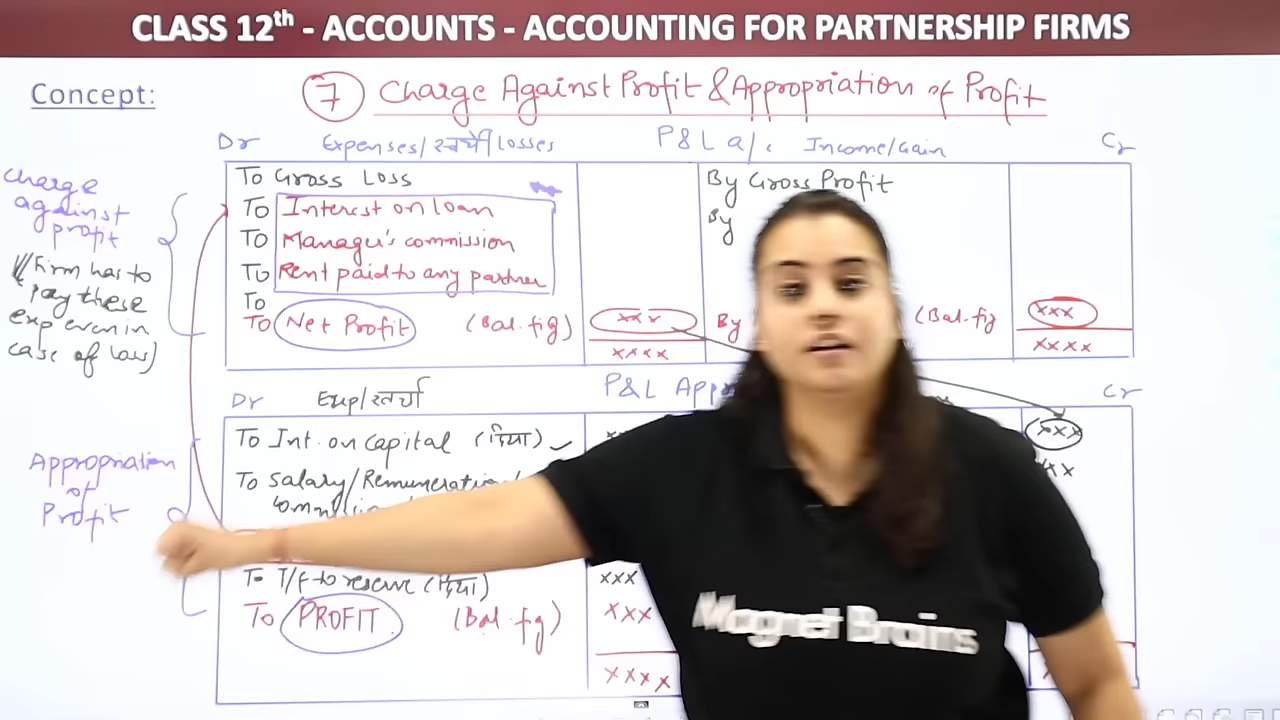 CLASS 12th - ACCOUNTS - ACCOUNTING FOR PARTNERSHIP FIRMS
Concept:
7 Charge Against Profit & Appropriation of Profit
Dr Expenses/खर्चे/losses P&L a/c Income/Gain Cr
To Gross Loss By Gross Profit
To Interest on loan By
To Manager's commission
To Rent paid to any partner
To
To Net Profit (Bal. fig) xxx By (Bal. fig xxx
xxxx xxxx
Charge
against
profit
(Firm has to
pay these
exp even in
case of loss)
Dr Exp/खर्चा P&L App Cr
To Int. on capital (दिया) ✓ xxx
To Salary/Remuneration xx
To T/f to reserve (दिया) xxx
To PROFIT (Bal. fig) xxx
xxxx
Appropriation
of
Profit
Magnet Brains